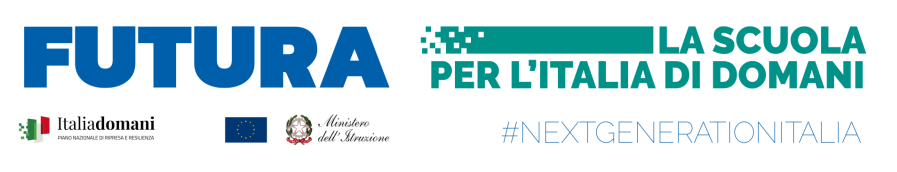 FUTURA
LA SCUOLA
PER L'ITALIA DI DOMANI
Italiadomani
PIANO NAZIONALE DI RIPRESA E RESILIENZA
Ministero
dell'Istruzione
#NEXTGENERATIONITALIA